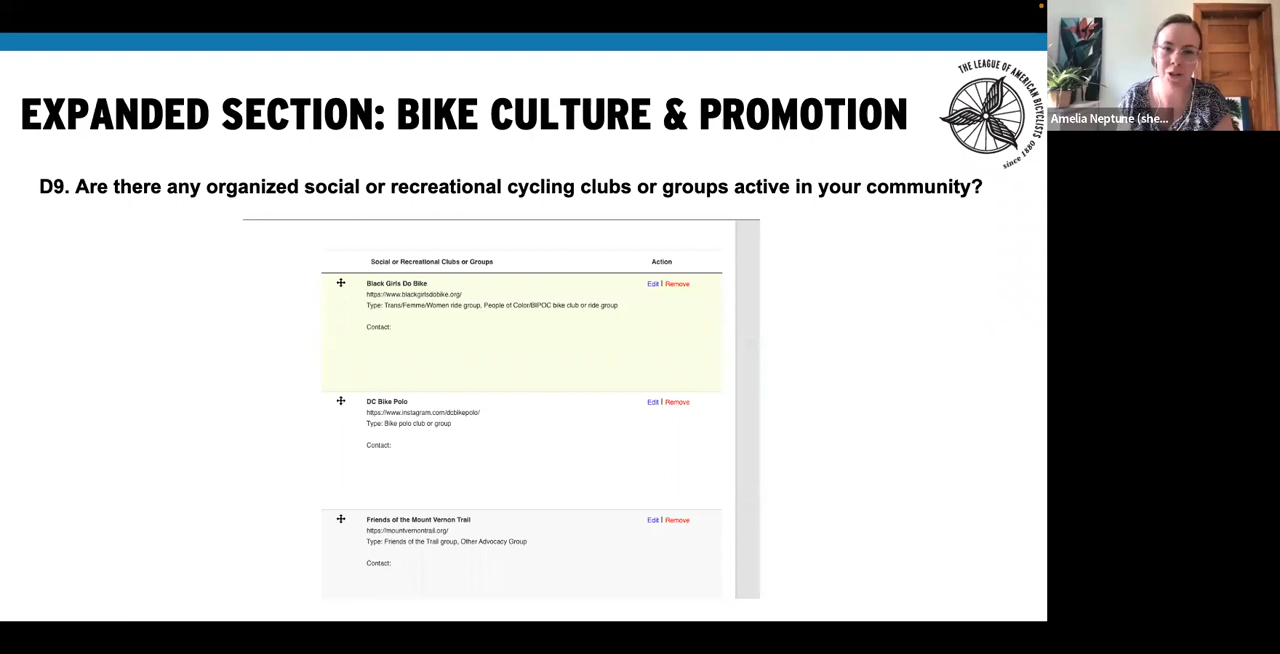 EXPANDED SECTION: BIKE CULTURE & PROMOTION
THE LEAGUE OF AMERICAN BICYCLISTS
since 1880
Amelia Neptune (she...
D9. Are there any organized social or recreational cycling clubs or groups active in your community?
Social or Recreational Clubs or Groups Action
Black Girls Do Bike Edit | Remove
https://www.blackgirlsdobike.org/
Type: Trans/Femme/Women ride group, People of Color/BIPOC bike club or ride group
Contact:
DC Bike Polo Edit | Remove
https://www.instagram.com/dcbikepolo/
Type: Bike polo club or group
Contact:
Friends of the Mount Vernon Trail Edit | Remove
https://mountvernontrail.org/
Type: Friends of the Trail group, Other Advocacy Group
Contact: